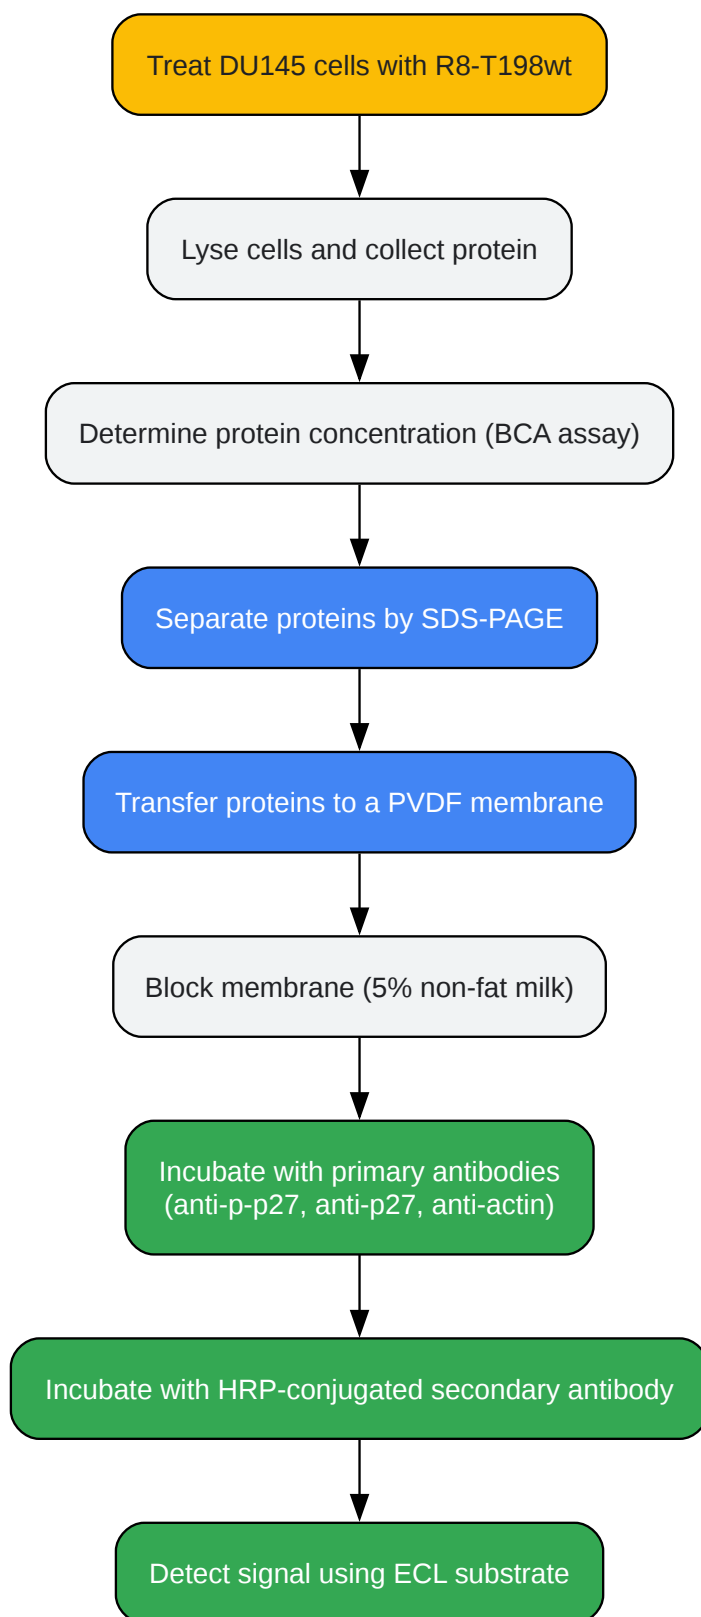 Treat DU145 cells with R8-T198wt
Lyse cells and collect protein
Determine protein concentration (BCA assay)
Separate proteins by SDS-PAGE
Transfer proteins to a PVDF membrane
Block membrane (5% non-fat milk)
Incubate with primary antibodies
(anti-p-p27, anti-p27, anti-actin)
Incubate with HRP-conjugated secondary antibody
Detect signal using ECL substrate